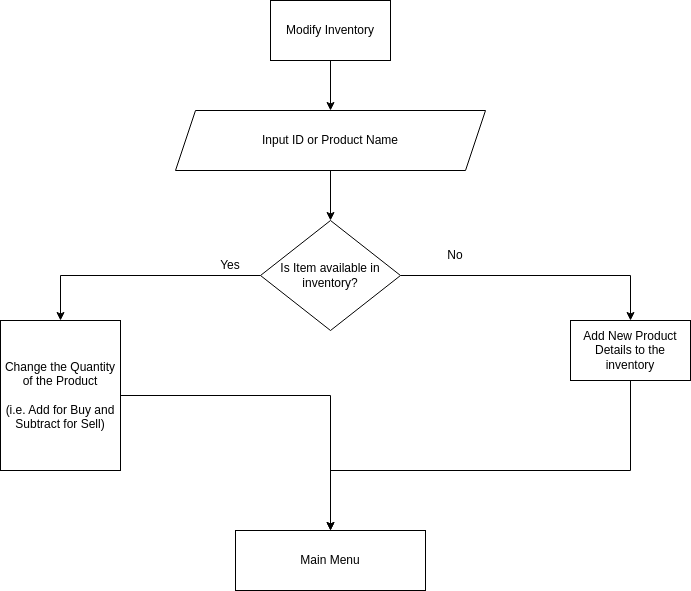 Modify Inventory
Input ID or Product Name
Is Item available in
inventory?
Yes
No
Change the Quantity
of the Product
(i.e. Add for Buy and
Subtract for Sell)
Add New Product
Details to the
inventory
Main Menu